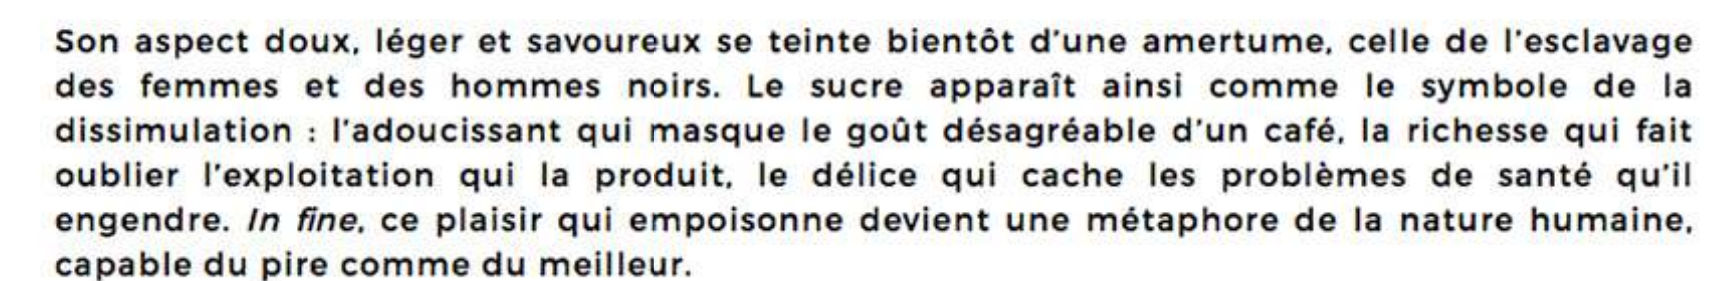 Son aspect doux, léger et savoureux se teinte bientôt d'une amertume, celle de l'esclavage
des femmes et des hommes noirs. Le sucre apparaît ainsi comme le symbole de la
dissimulation : l'adoucissant qui masque le goût désagréable d'un café, la richesse qui fait
oublier l'exploitation qui la produit, le délice qui cache les problèmes de santé qu'il
engendre. In fine, ce plaisir qui empoisonne devient une métaphore de la nature humaine,
capable du pire comme du meilleur.